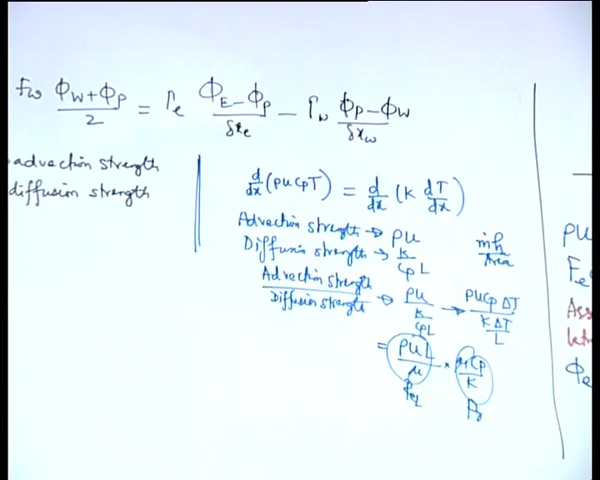 Fw (ΦW+ΦP)/2 = Γe (ΦE−ΦP)/δxe − Γw (ΦP−ΦW)/δxw
advection strength
diffusion strength
d/dx (ρucpT) = d/dx (K dT/dx)
Advection strength → ρu
Diffusion strength → K/(CpL)
ṁh/Area
Advection strength/Diffusion strength → ρu/(K/(CpL)) → (ρucpΔT)/(KΔT/L)
= (ρuL/μ) * (μCp/K)
ReL Pr
ρu
Fe
Ass
Φe